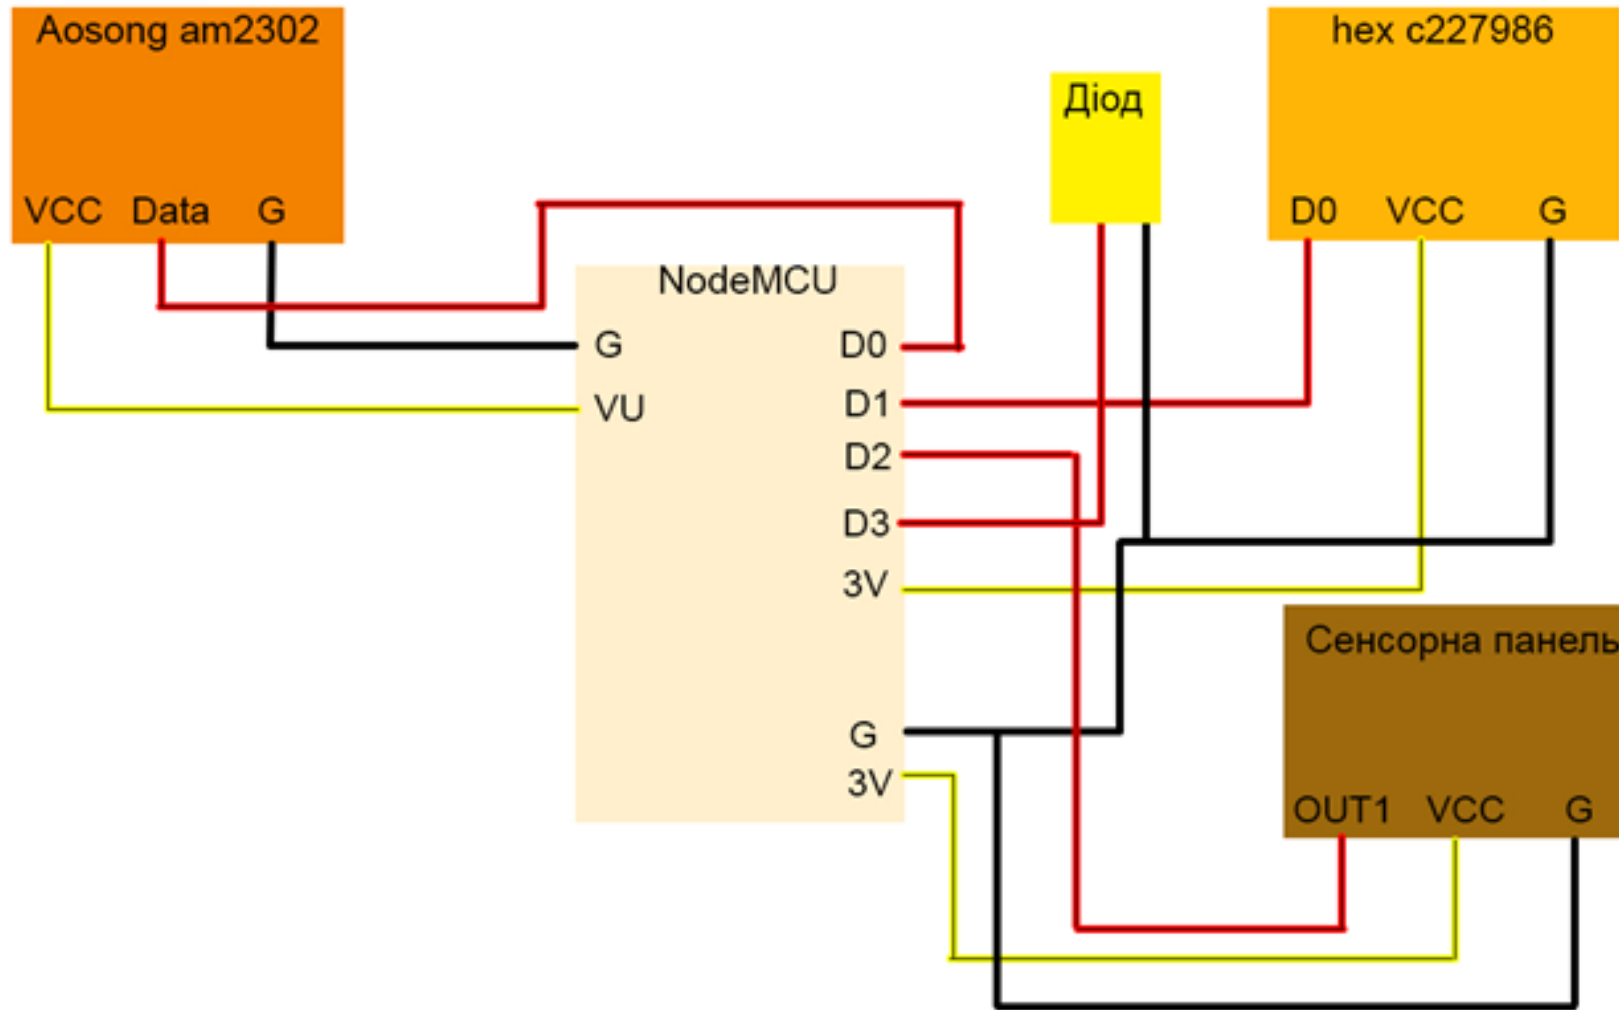 Aosong am2302
VCC Data G
NodeMCU
G
VU
D0
D1
D2
D3
3V
G
3V
Діод
hex c227986
D0 VCC G
Сенсорна панель
OUT1 VCC G